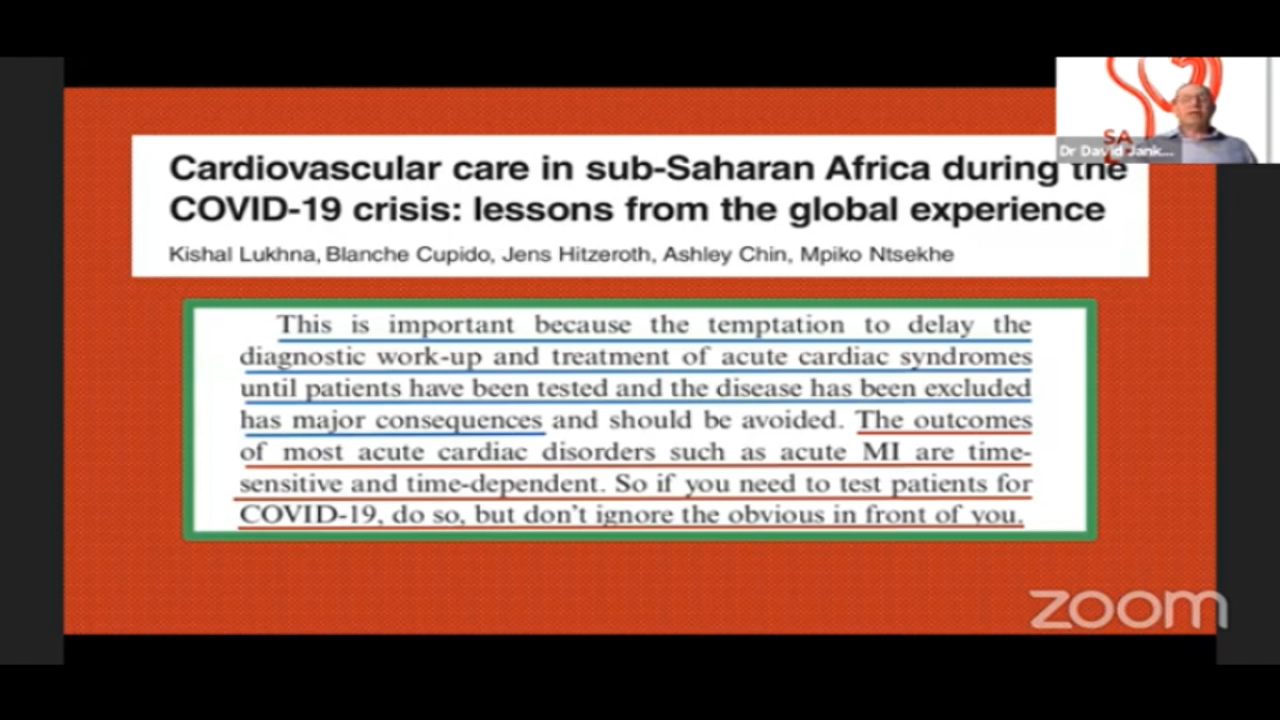 Cardiovascular care in sub-Saharan Africa during the
COVID-19 crisis: lessons from the global experience
Kishal Lukhna, Blanche Cupido, Jens Hitzeroth, Ashley Chin, Mpiko Ntsekhe
SA
Dr David Jank...
This is important because the temptation to delay the
diagnostic work-up and treatment of acute cardiac syndromes
until patients have been tested and the disease has been excluded
has major consequences and should be avoided. The outcomes
of most acute cardiac disorders such as acute MI are time-
sensitive and time-dependent. So if you need to test patients for
COVID-19, do so, but don't ignore the obvious in front of you.
zoom